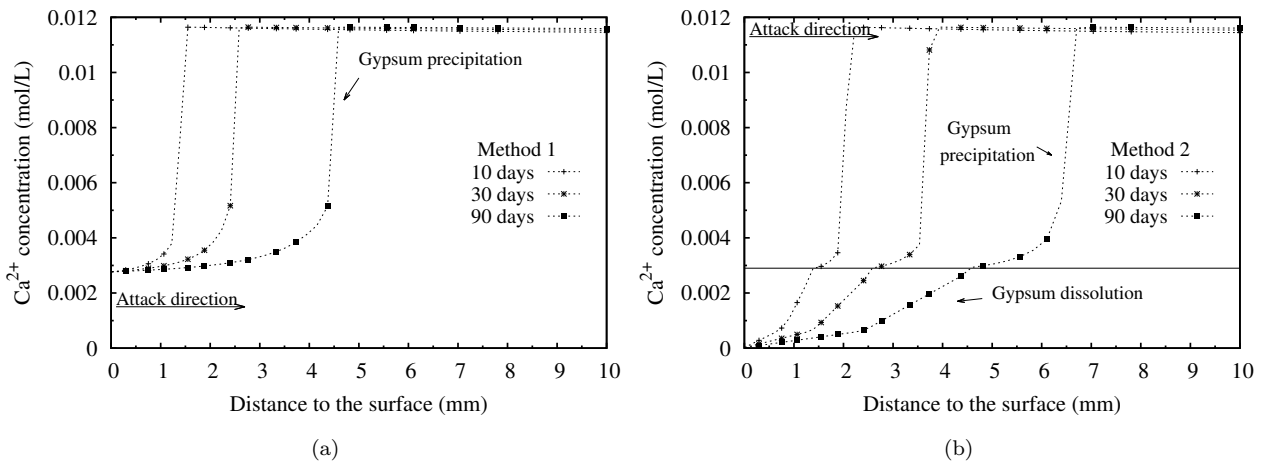 0.012
0.01
0.008
0.006
0.004
0.002
0
Ca²⁺ concentration (mol/L)
Gypsum precipitation
Method 1
10 days
30 days
90 days
Attack direction
0 1 2 3 4 5 6 7 8 9 10
Distance to the surface (mm)
(a)
0.012
0.01
0.008
0.006
0.004
0.002
0
Ca²⁺ concentration (mol/L)
Attack direction
Gypsum
precipitation
Method 2
10 days
30 days
90 days
Gypsum dissolution
0 1 2 3 4 5 6 7 8 9 10
Distance to the surface (mm)
(b)